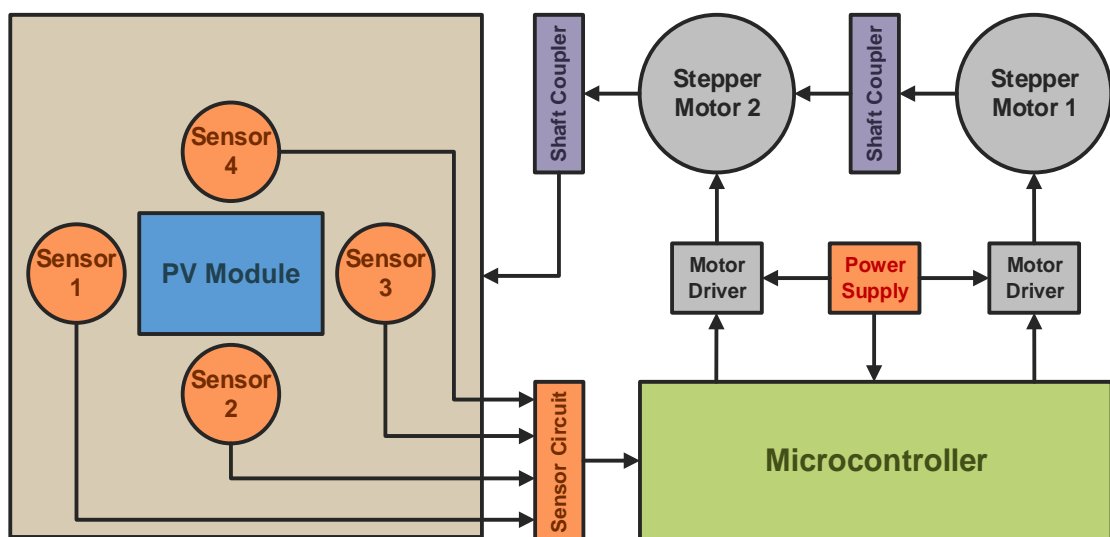 Sensor
4
Sensor
1
PV Module
Sensor
3
Sensor
2
Shaft Coupler
Stepper
Motor 2
Shaft Coupler
Stepper
Motor 1
Motor
Driver
Power
Supply
Motor
Driver
Sensor Circuit
Microcontroller